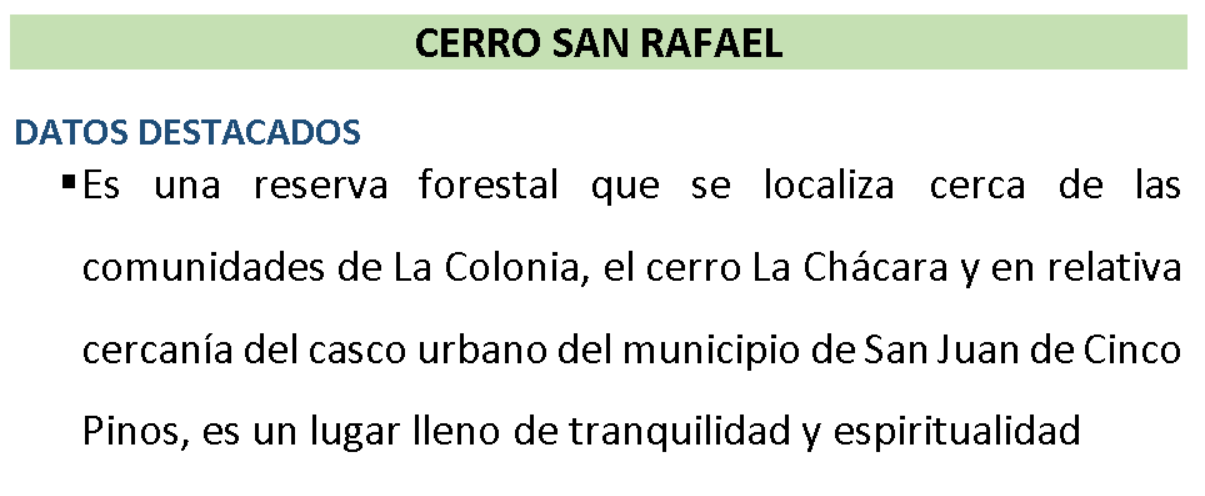 CERRO SAN RAFAEL
DATOS DESTACADOS
▪Es una reserva forestal que se localiza cerca de las
comunidades de La Colonia, el cerro La Chácara y en relativa
cercanía del casco urbano del municipio de San Juan de Cinco
Pinos, es un lugar lleno de tranquilidad y espiritualidad